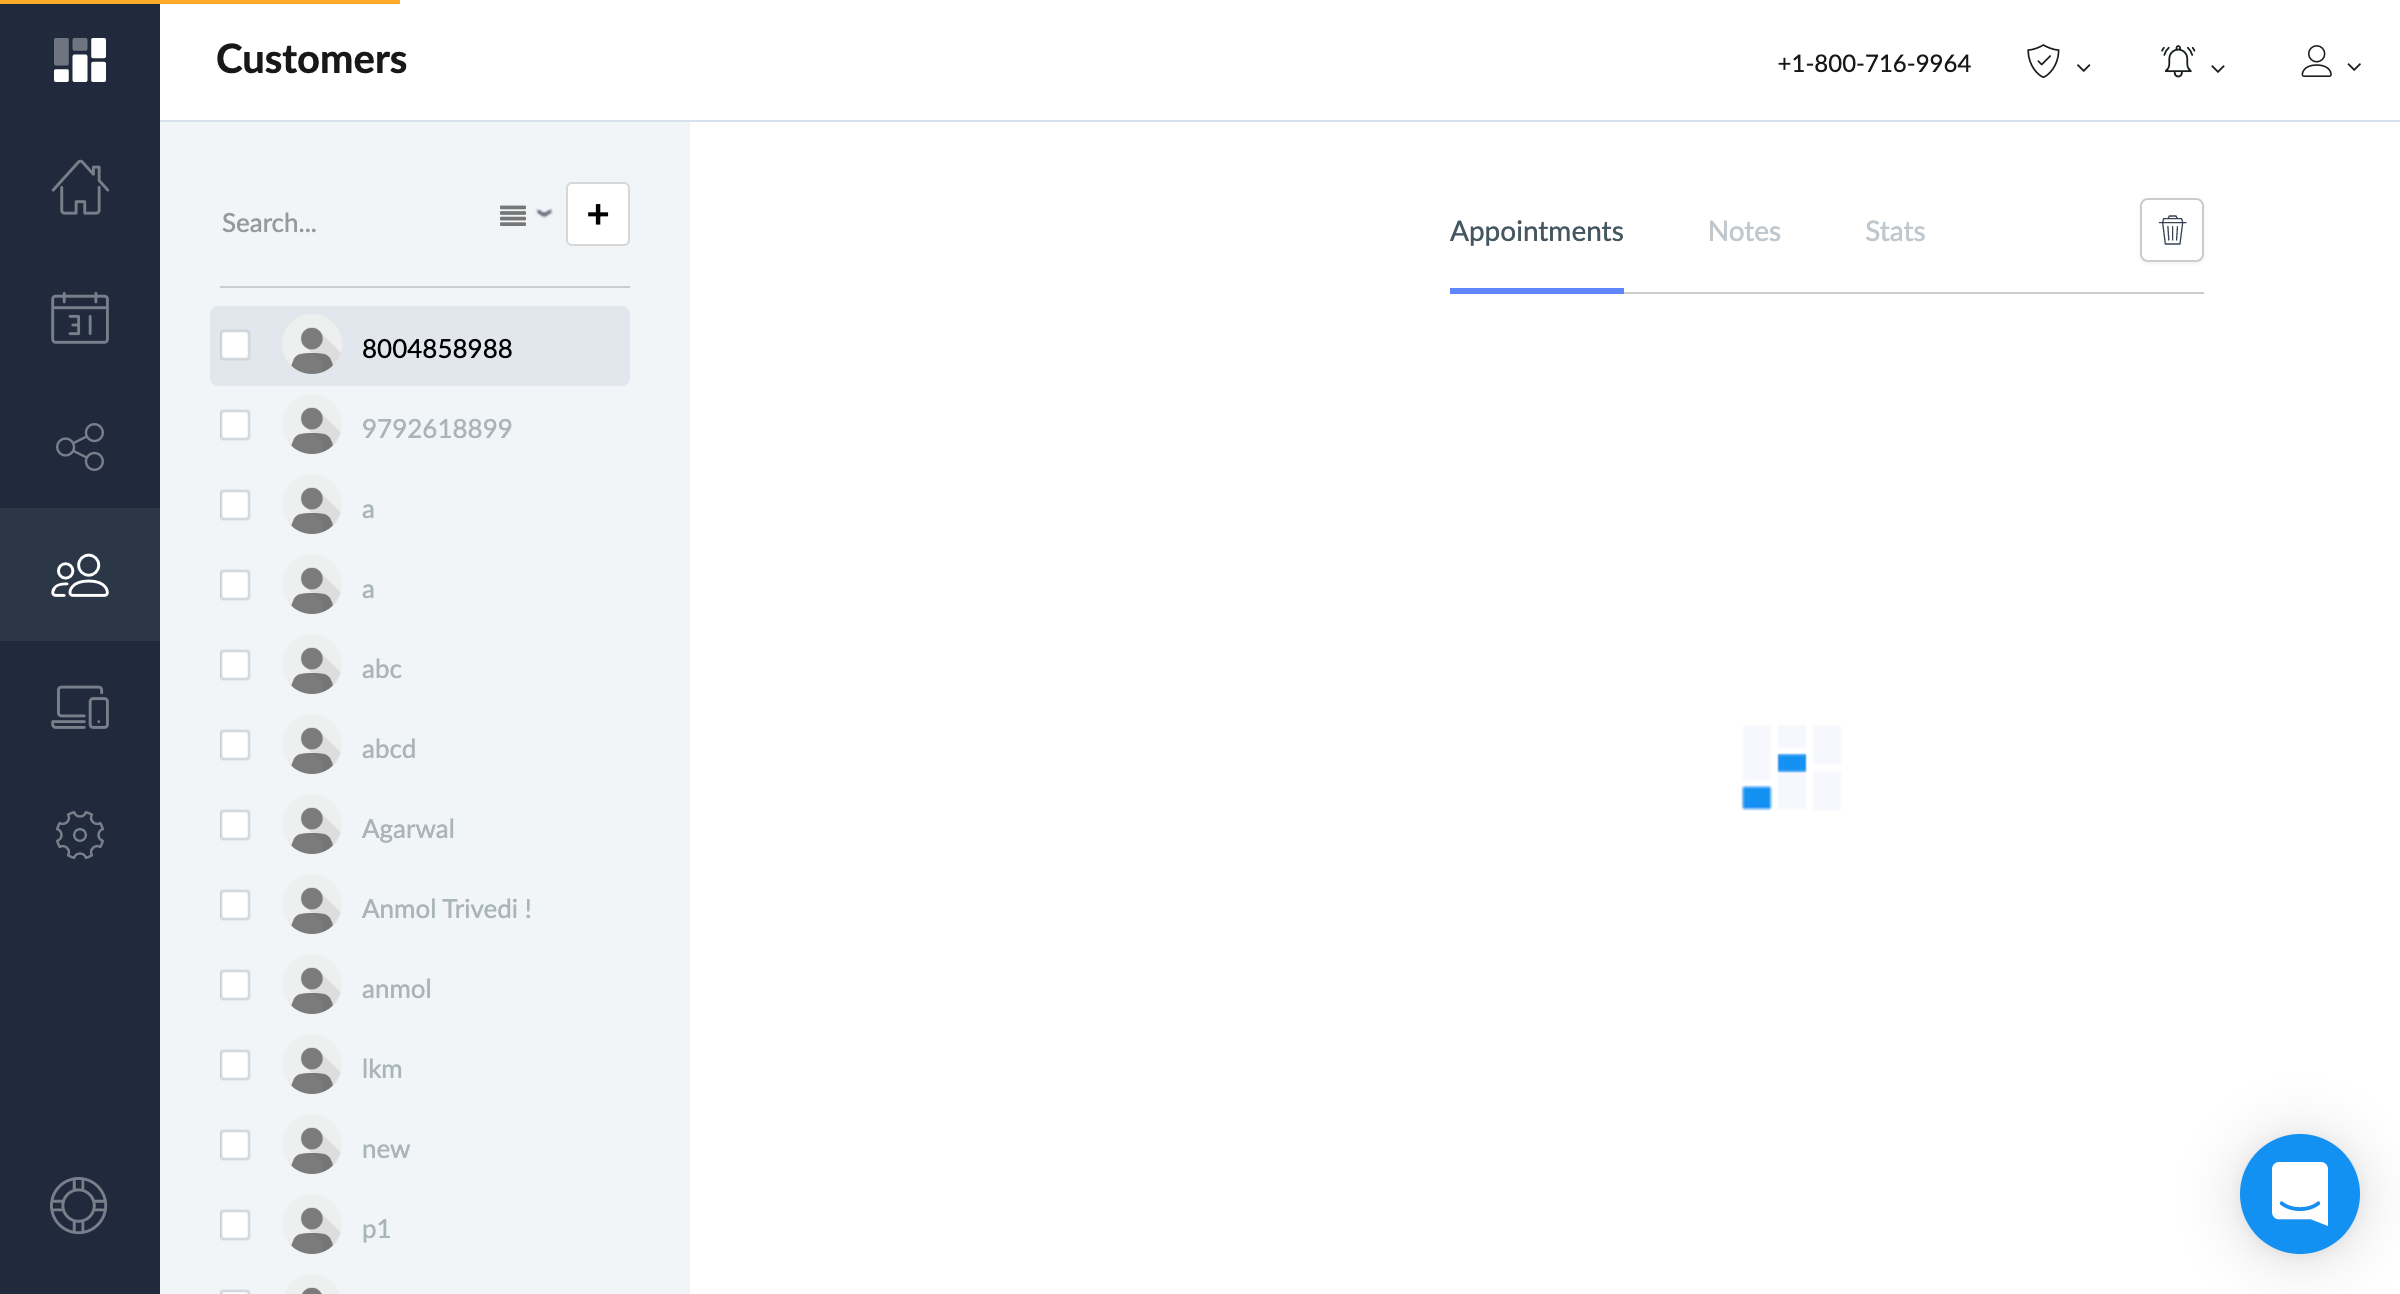 Customers
+1-800-716-9964
31
Search...
+
Appointments Notes Stats
8004858988
9792618899
a
a
abc
abcd
Agarwal
Anmol Trivedi !
anmol
lkm
new
p1